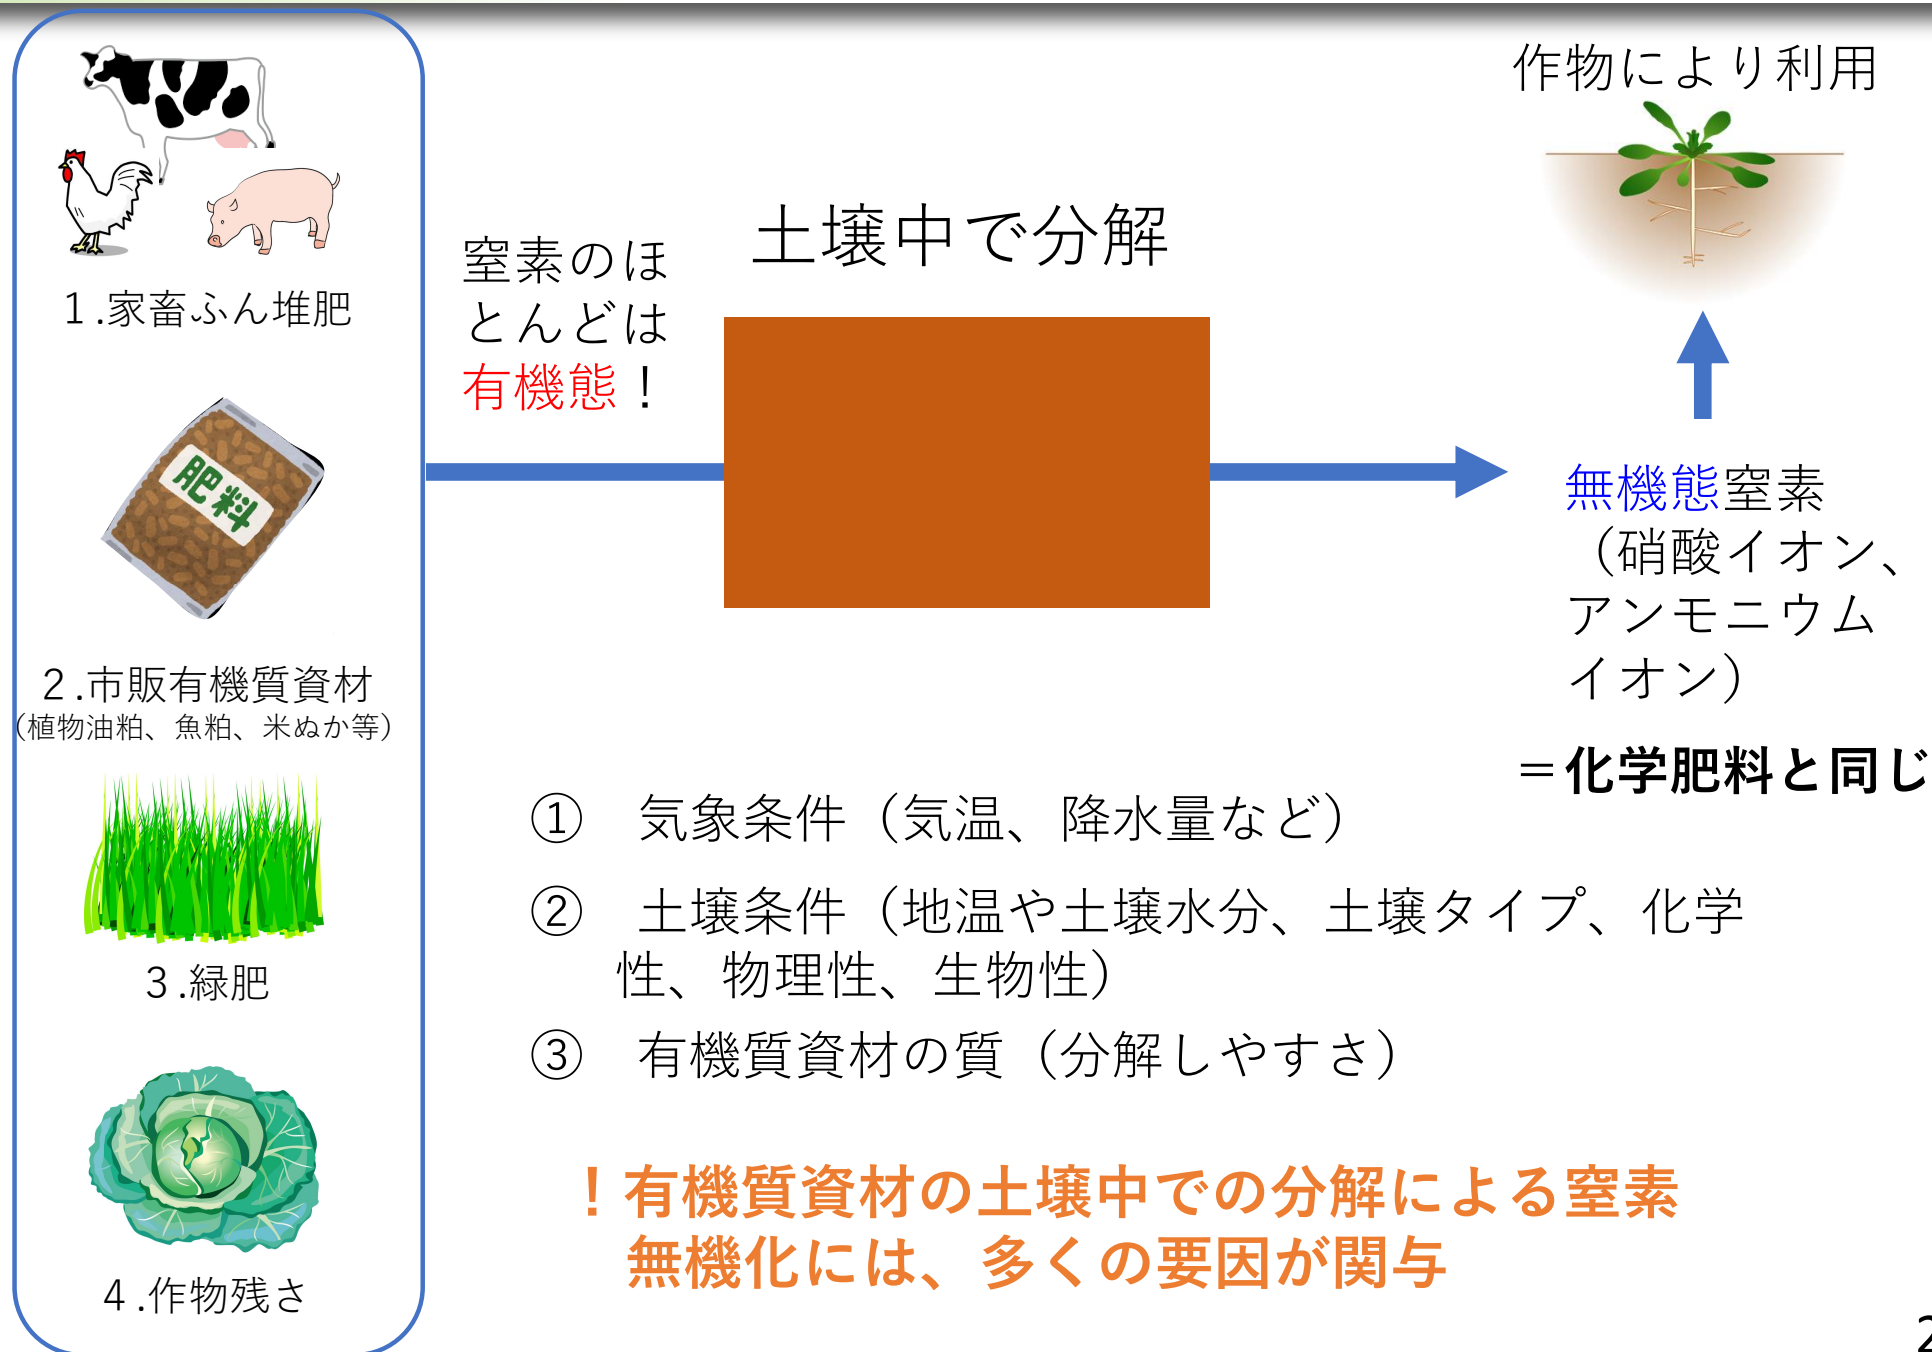 1.家畜ふん堆肥
肥料
2.市販有機質資材
（植物油粕、魚粕、米ぬか等）
3.緑肥
4.作物残さ
窒素のほ
とんどは
有機態！
土壌中で分解
作物により利用
無機態窒素
（硝酸イオン、
アンモニウム
イオン）
＝化学肥料と同じ
①　気象条件（気温、降水量など）
②　土壌条件（地温や土壌水分、土壌タイプ、化学
性、物理性、生物性）
③　有機質資材の質（分解しやすさ）
！有機質資材の土壌中での分解による窒素
無機化には、多くの要因が関与
2